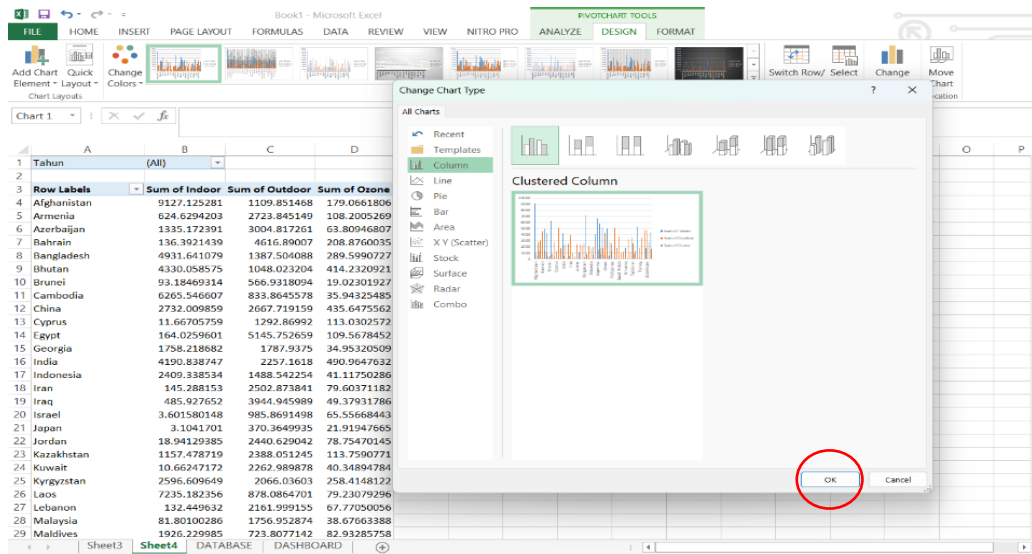 Book1 - Microsoft Excel
PIVOTCHART TOOLS
FILE HOME INSERT PAGE LAYOUT FORMULAS DATA REVIEW VIEW NITRO PRO ANALYZE DESIGN FORMAT
Add Chart Element
Quick Layout
Change Colors
Chart Layouts
Switch Row/
Select
Change
Move Chart
cation
Chart 1
fx
A B C D O P
1 Tahun (All)
2
3 Row Labels Sum of Indoor Sum of Outdoor Sum of Ozone
4 Afghanistan 9127.125281 1109.851468 179.0661806
5 Armenia 624.6294203 2723.845149 108.2005269
6 Azerbaijan 1335.172391 3004.817261 63.80946807
7 Bahrain 136.3921439 4616.89007 208.8760035
8 Bangladesh 4931.641079 1387.504088 289.5990727
9 Bhutan 4330.058575 1048.023204 414.2320921
10 Brunei 93.18469314 566.9318094 19.02301927
11 Cambodia 6265.546607 833.8645578 35.94325485
12 China 2732.009859 2667.719159 435.6475562
13 Cyprus 11.66705759 1292.86992 113.0302572
14 Egypt 164.0259601 5145.752659 109.5678452
15 Georgia 1758.218682 1787.9375 34.95320509
16 India 4190.838747 2257.1618 490.9647632
17 Indonesia 2409.338534 1488.542254 41.11750286
18 Iran 145.288153 2502.873841 79.60371182
19 Iraq 485.927652 3944.945989 49.37931786
20 Israel 3.601580148 985.8691498 65.55668443
21 Japan 3.1041701 370.3649935 21.91947665
22 Jordan 18.94129385 2440.629042 78.75470145
23 Kazakhstan 1157.478719 2388.051245 113.7590771
24 Kuwait 10.66247172 2262.989878 40.34894784
25 Kyrgyzstan 2596.609649 2066.03603 258.4148122
26 Laos 7235.182356 878.0864701 79.23079296
27 Lebanon 132.449632 2161.999155 67.77050056
28 Malaysia 81.80100286 1756.952874 38.67663388
29 Maldives 1926.229985 723.8077142 82.93285758
Change Chart Type ?
All Charts
Recent
Templates
Column
Line
Pie
Bar
Area
X Y (Scatter)
Stock
Surface
Radar
Combo
Clustered Column
OK
Cancel
Sheet3 Sheet4 DATABASE DASHBOARD